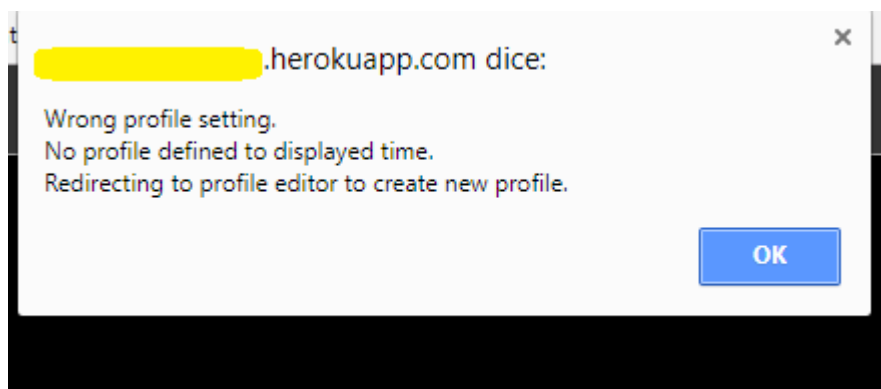 t
.herokuapp.com dice:
Wrong profile setting.
No profile defined to displayed time.
Redirecting to profile editor to create new profile.
OK